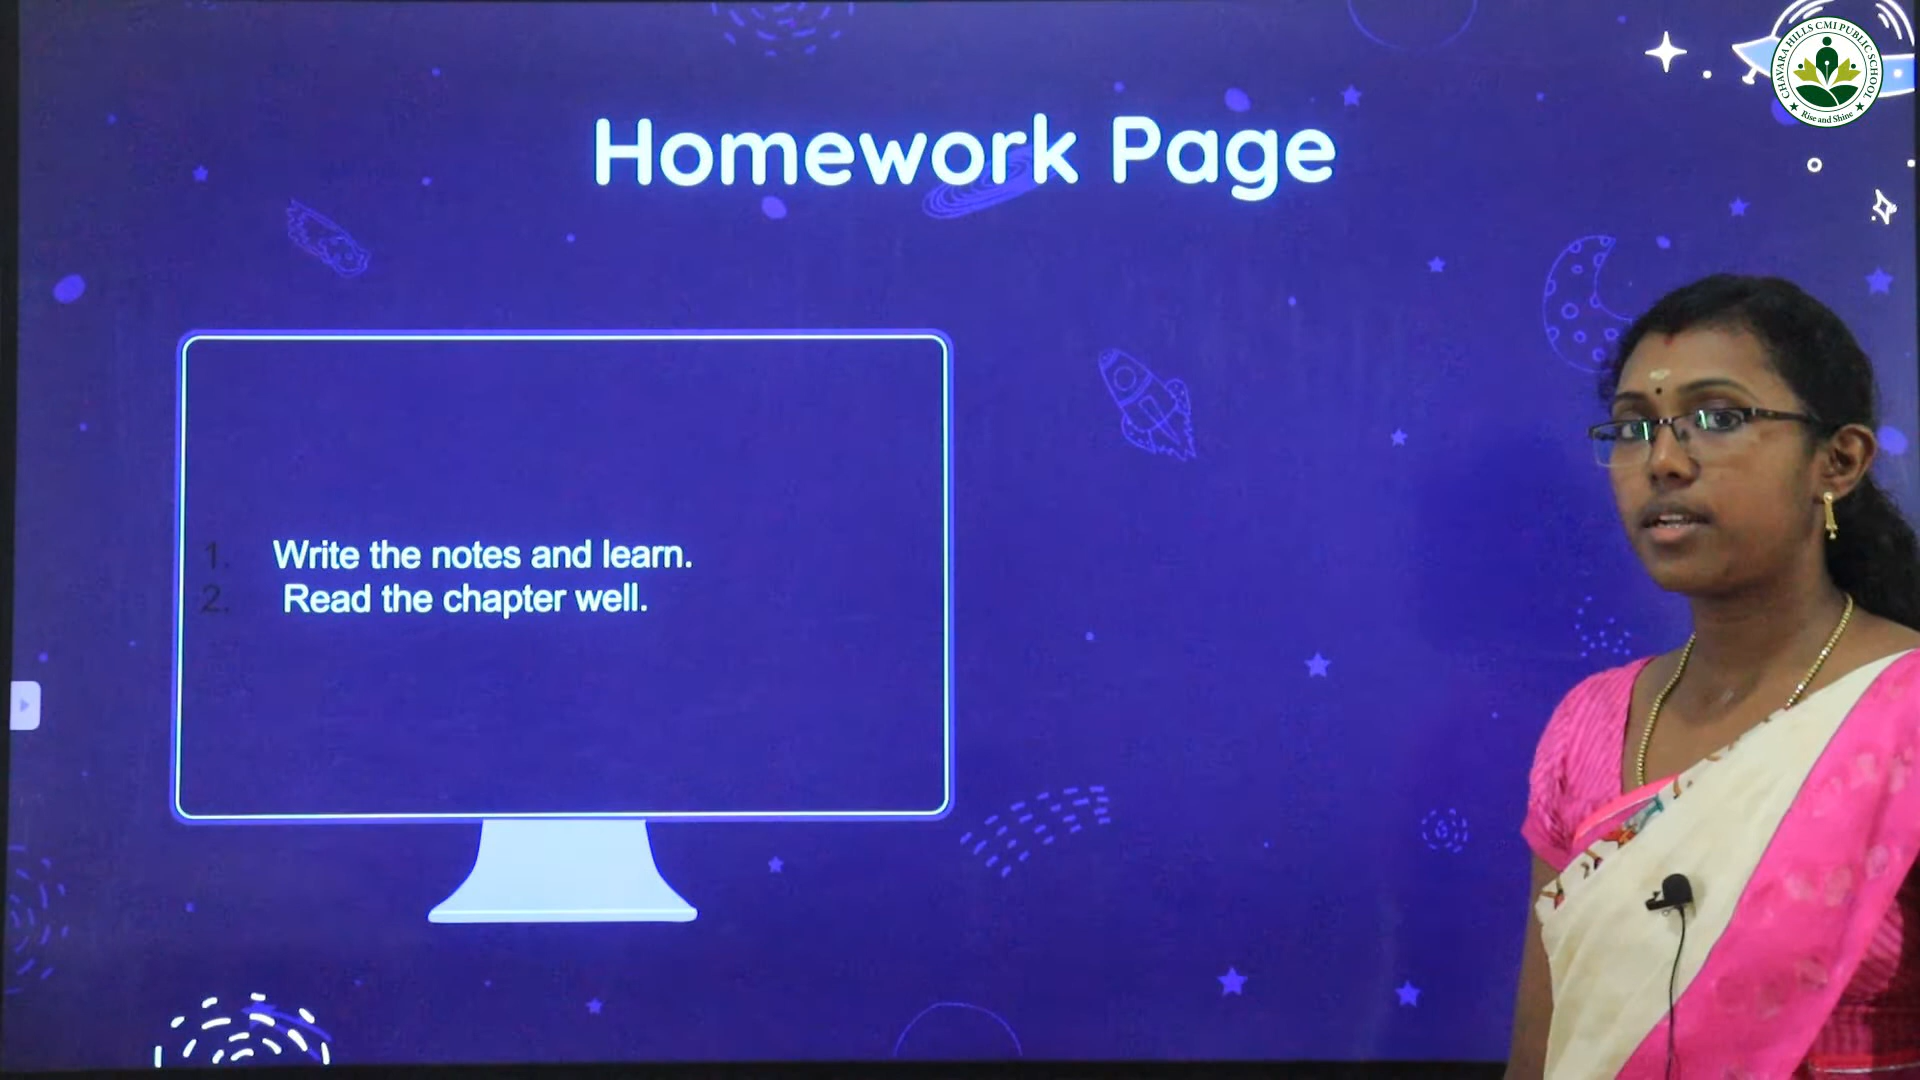 CHAVARA HILLS CMI PUBLIC SCHOOL
Rise and Shine
Homework Page
1. Write the notes and learn.
2. Read the chapter well.